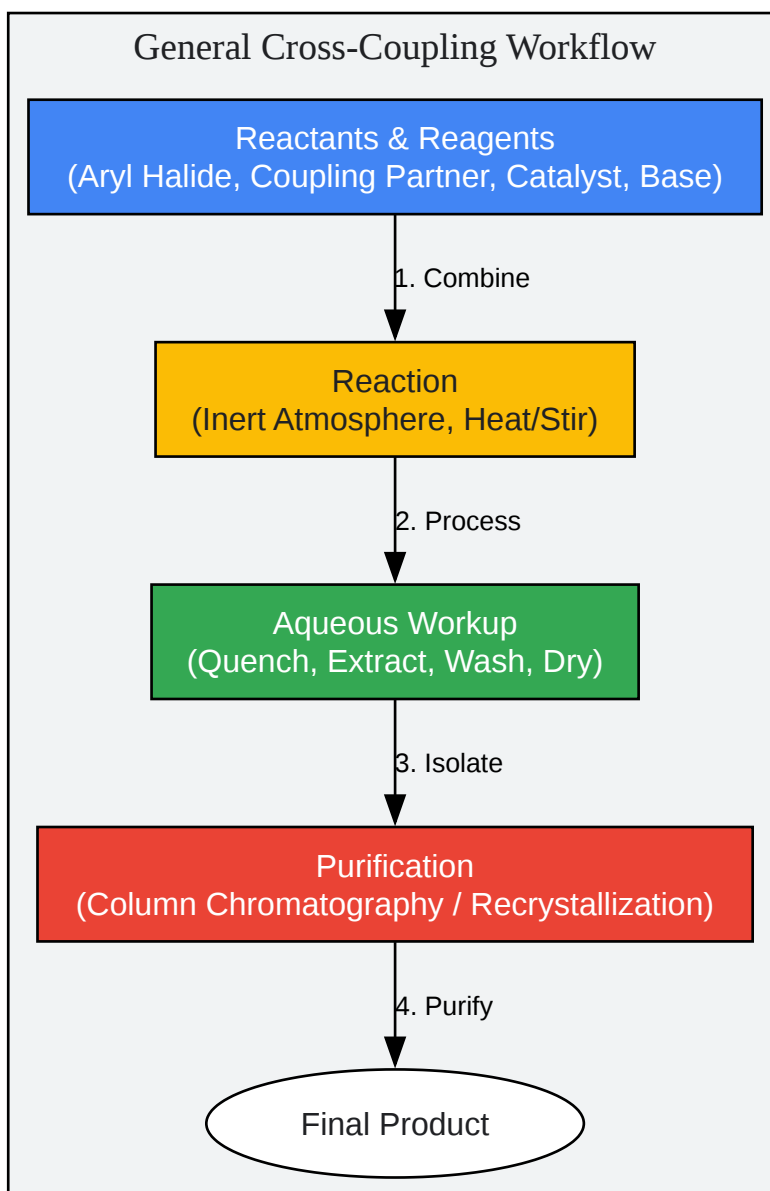 General Cross-Coupling Workflow
Reactants & Reagents
(Aryl Halide, Coupling Partner, Catalyst, Base)
1. Combine
Reaction
(Inert Atmosphere, Heat/Stir)
2. Process
Aqueous Workup
(Quench, Extract, Wash, Dry)
3. Isolate
Purification
(Column Chromatography / Recrystallization)
4. Purify
Final Product